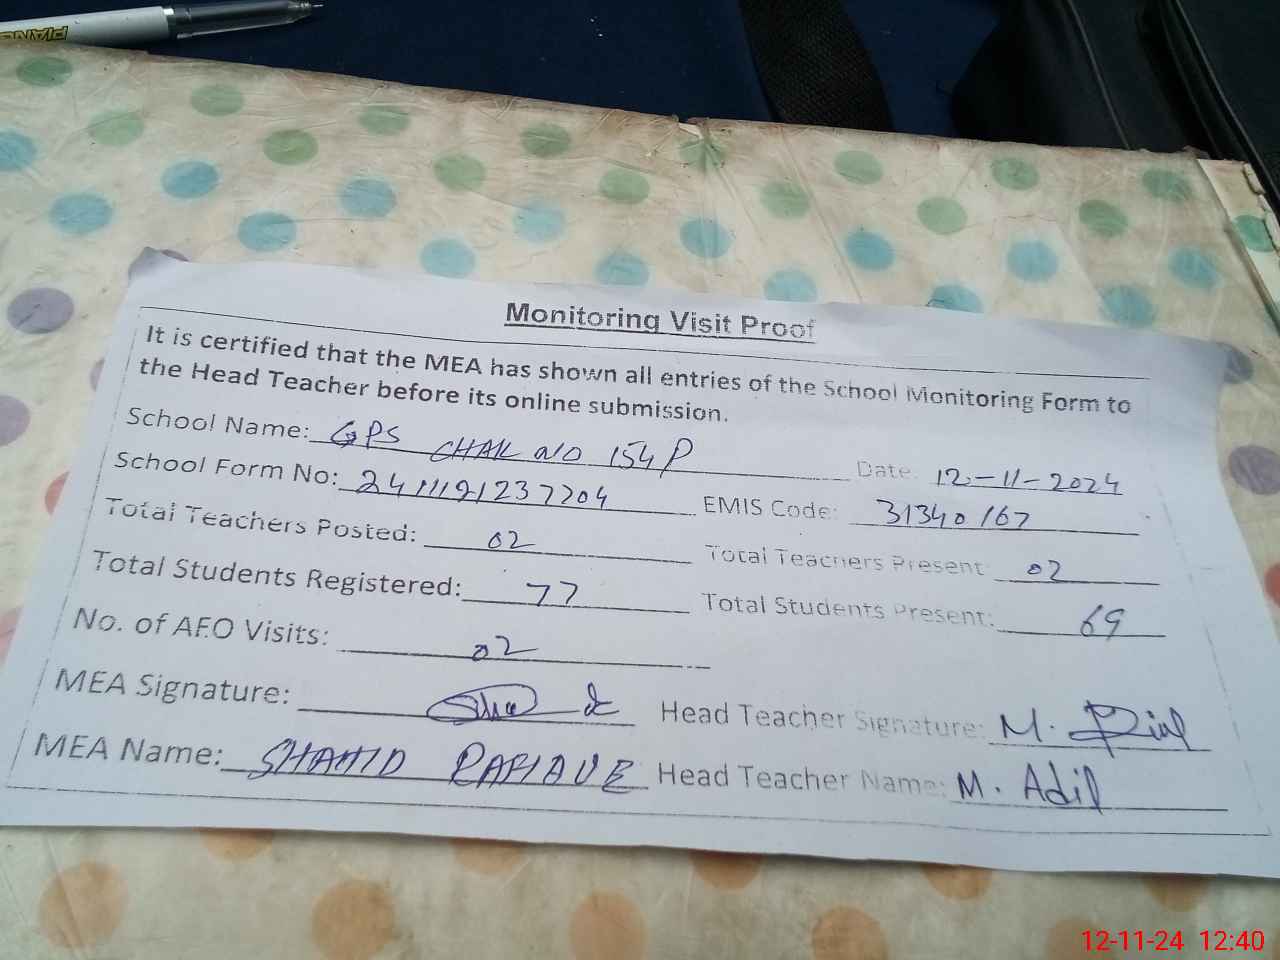 PIANO
Monitoring Visit Proof
It is certified that the MEA has shown all entries of the School Monitoring Form to
the Head Teacher before its online submission.
School Name: GPS CHAK NO 154 P Date: 12-11-2024
School Form No: 241112123 7204 EMIS Code: 31340167
Total Teachers Posted: 02 Total Teachers Present: 02
Total Students Registered: 77 Total Students Present: 69
No. of AEO Visits: 02
MEA Signature: Head Teacher Signature: M.
MEA Name: SHAHID Head Teacher Name: M. Adil
12-11-24 12:40